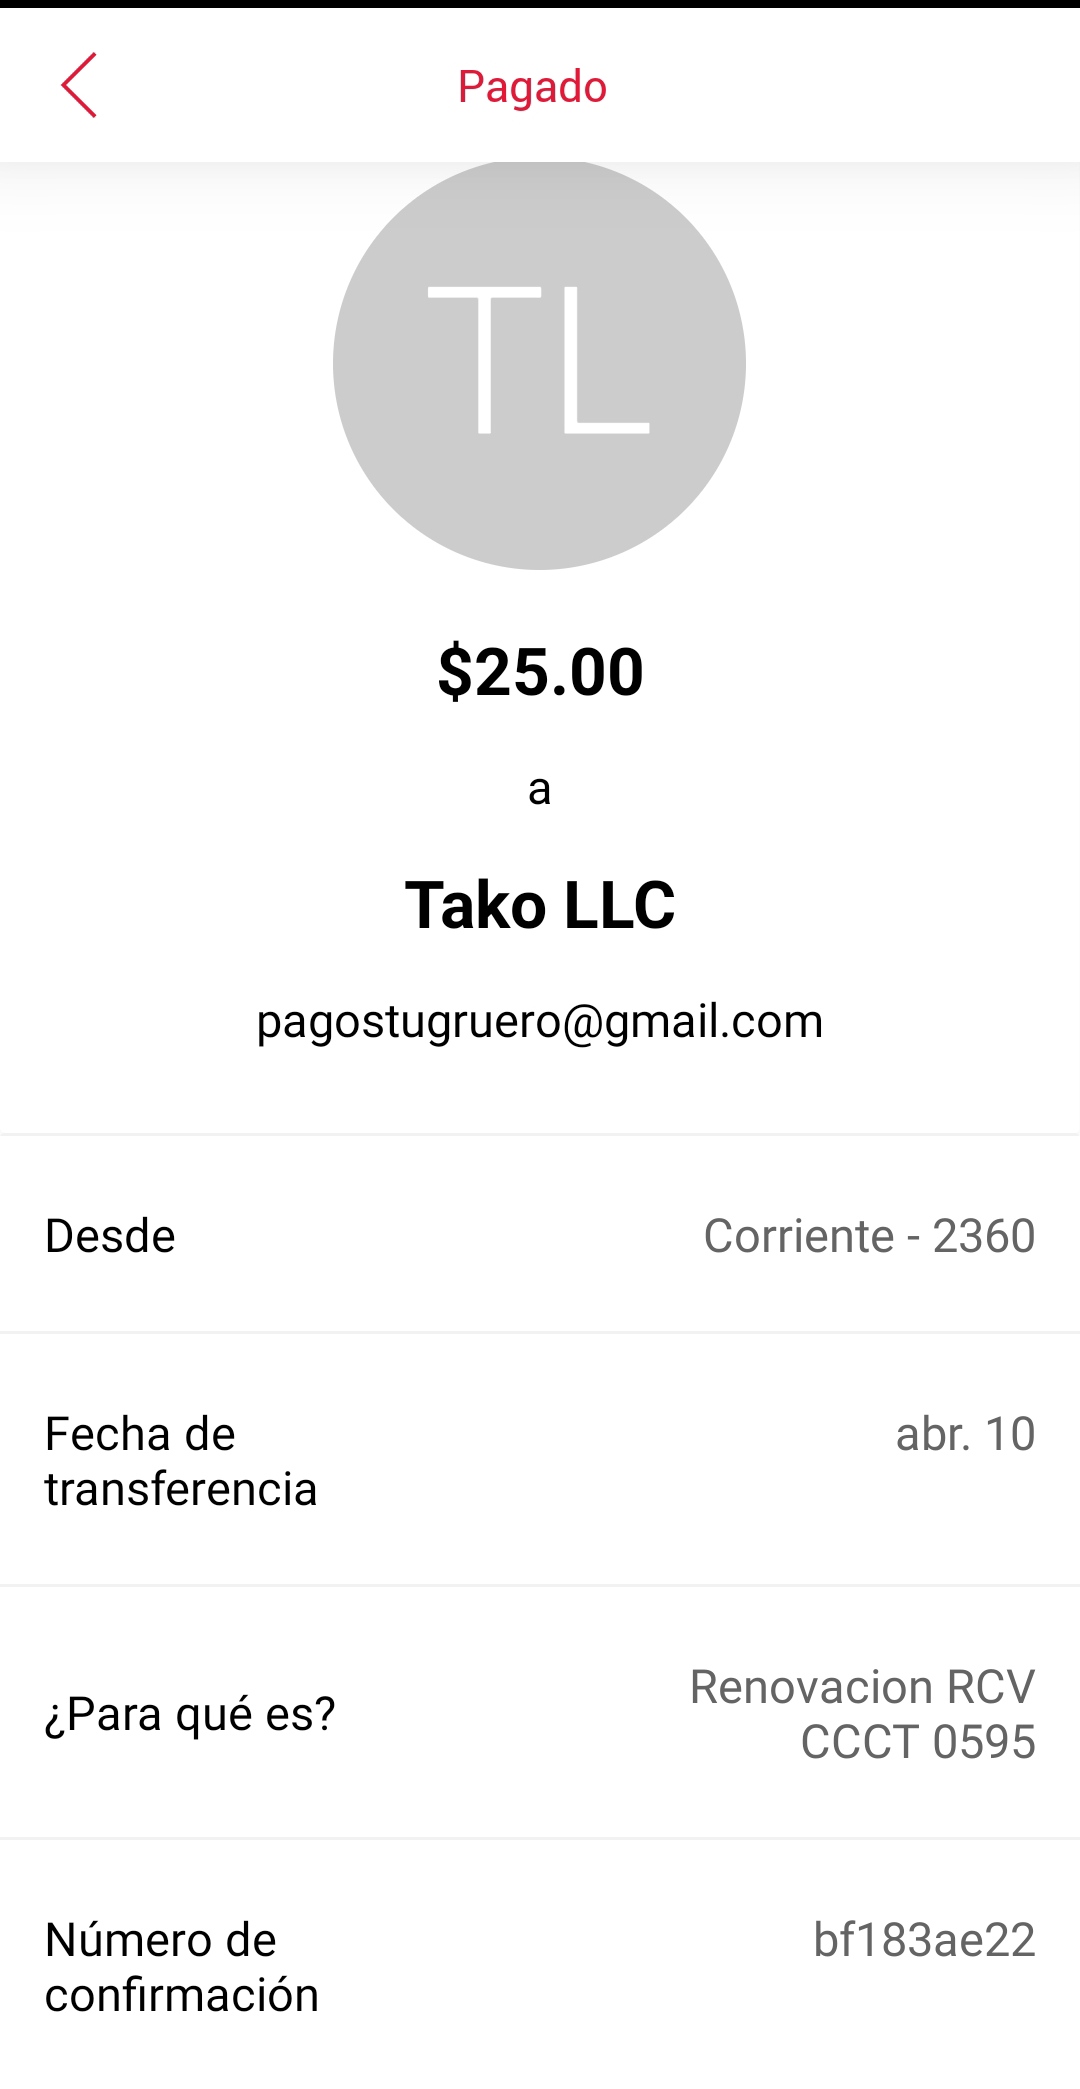 Pagado
TL
$25.00
a
Tako LLC
pagostugruero@gmail.com
Desde
Corriente - 2360
Fecha de
transferencia
abr. 10
¿Para qué es?
Renovacion RCV
CCCT 0595
Número de
confirmación
bf183ae22